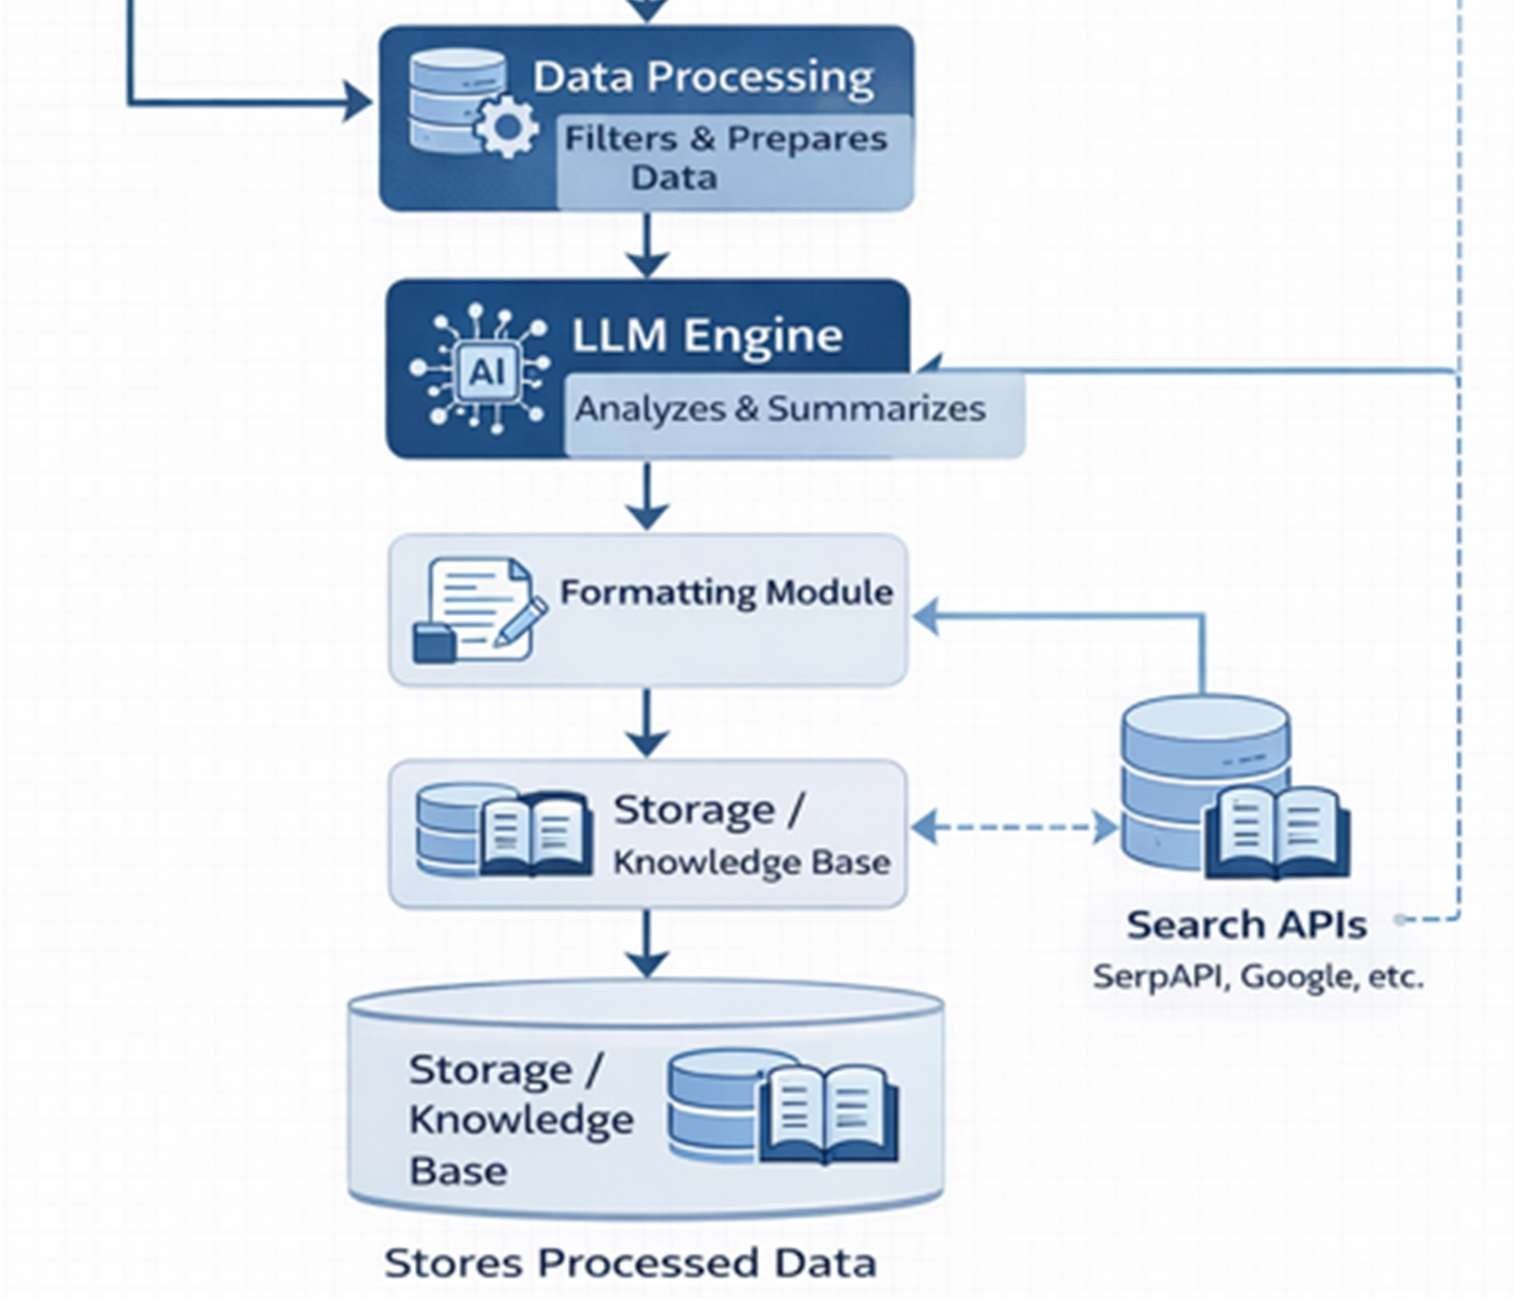 Data Processing
Filters & Prepares
Data
LLM Engine
AI
Analyzes & Summarizes
Formatting Module
Storage /
Knowledge Base
Search APIs
SerpAPI, Google, etc.
Storage /
Knowledge
Base
Stores Processed Data